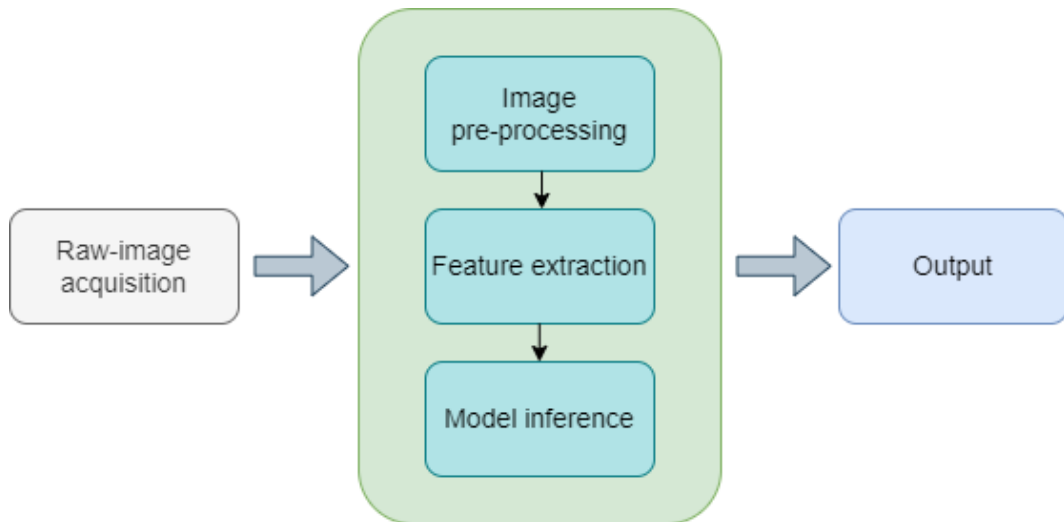 Raw-image
acquisition
Image
pre-processing
Feature extraction
Model inference
Output